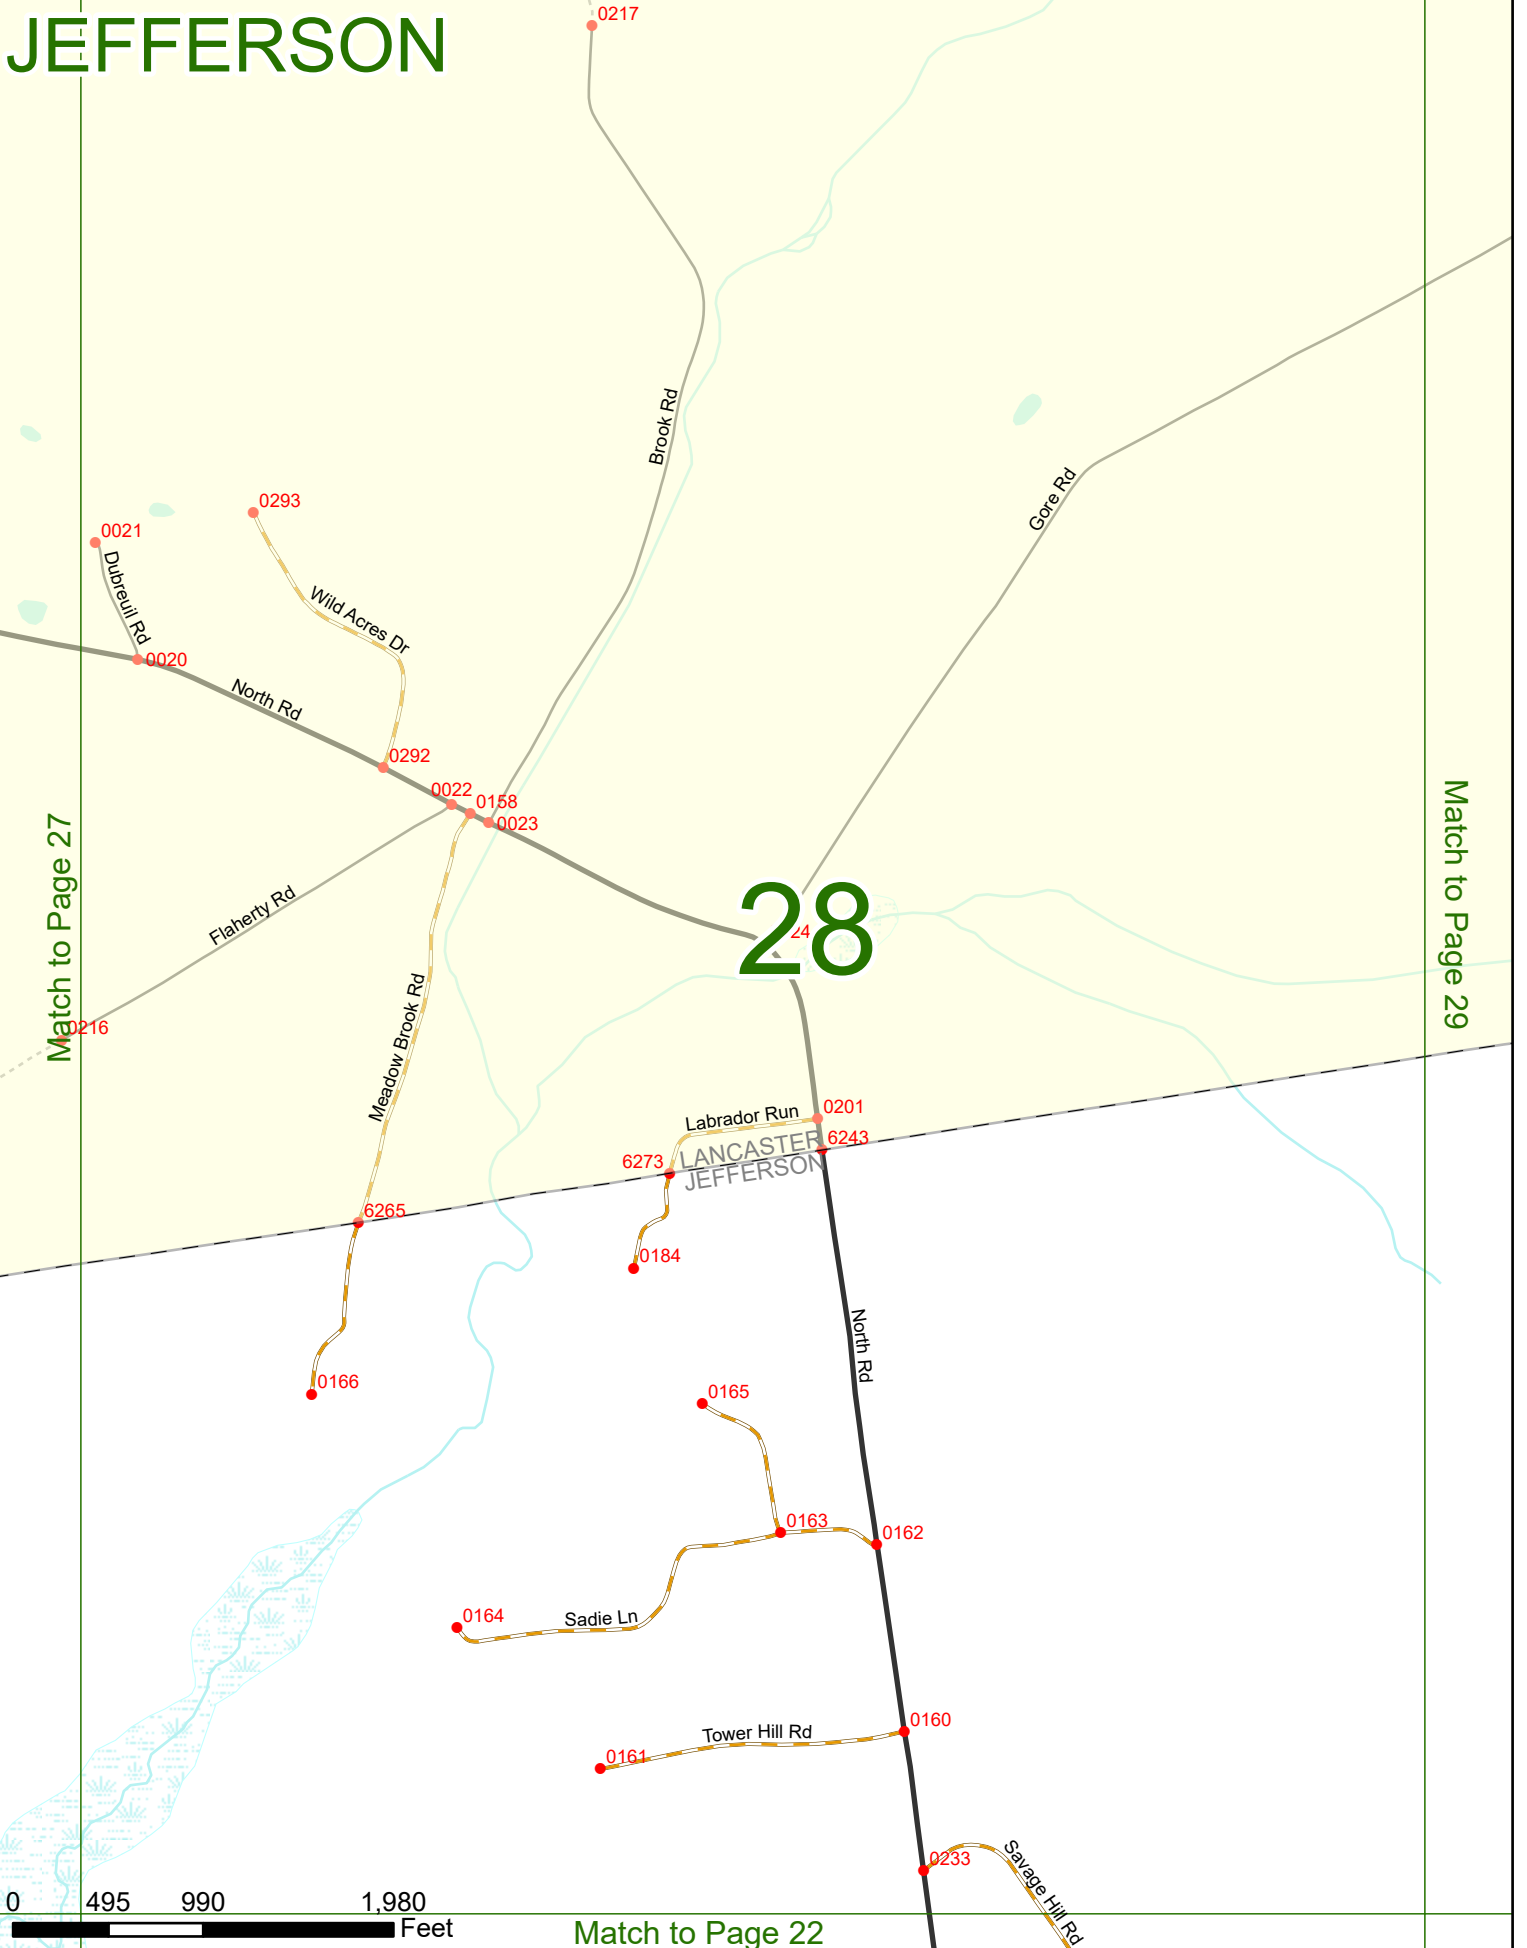 0217
JEFFERSON
Brook Rd
Gore Rd
0293
0021
Dubreuil Rd
Wild Acres Dr
0020
North Rd
0292
0022
0158
0023
Match to Page 27
Match to Page 29
Flaherty Rd
28
24
0216
Meadow Brook Rd
0201
Labrador Run
6243
LANCASTER
6273
JEFFERSON
6265
0184
North Rd
0166
0165
0163
0162
0164
Sadie Ln
0160
Tower Hill Rd
0161
0233
Savage Hill Rd
0 495 990 1,980
Feet
Match to Page 22